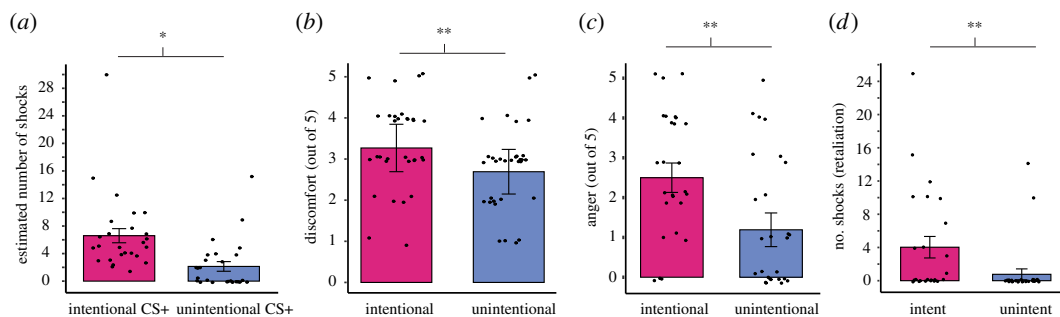 (a)
*
estimated number of shocks
28
24
20
16
12
8
4
0
intentional CS+ unintentional CS+
(b)
**
discomfort (out of 5)
5
4
3
2
1
0
intentional unintentional
(c)
**
anger (out of 5)
5
4
3
2
1
0
intentional unintentional
(d)
**
no. shocks (retaliation)
24
20
16
12
8
4
0
intent unintent